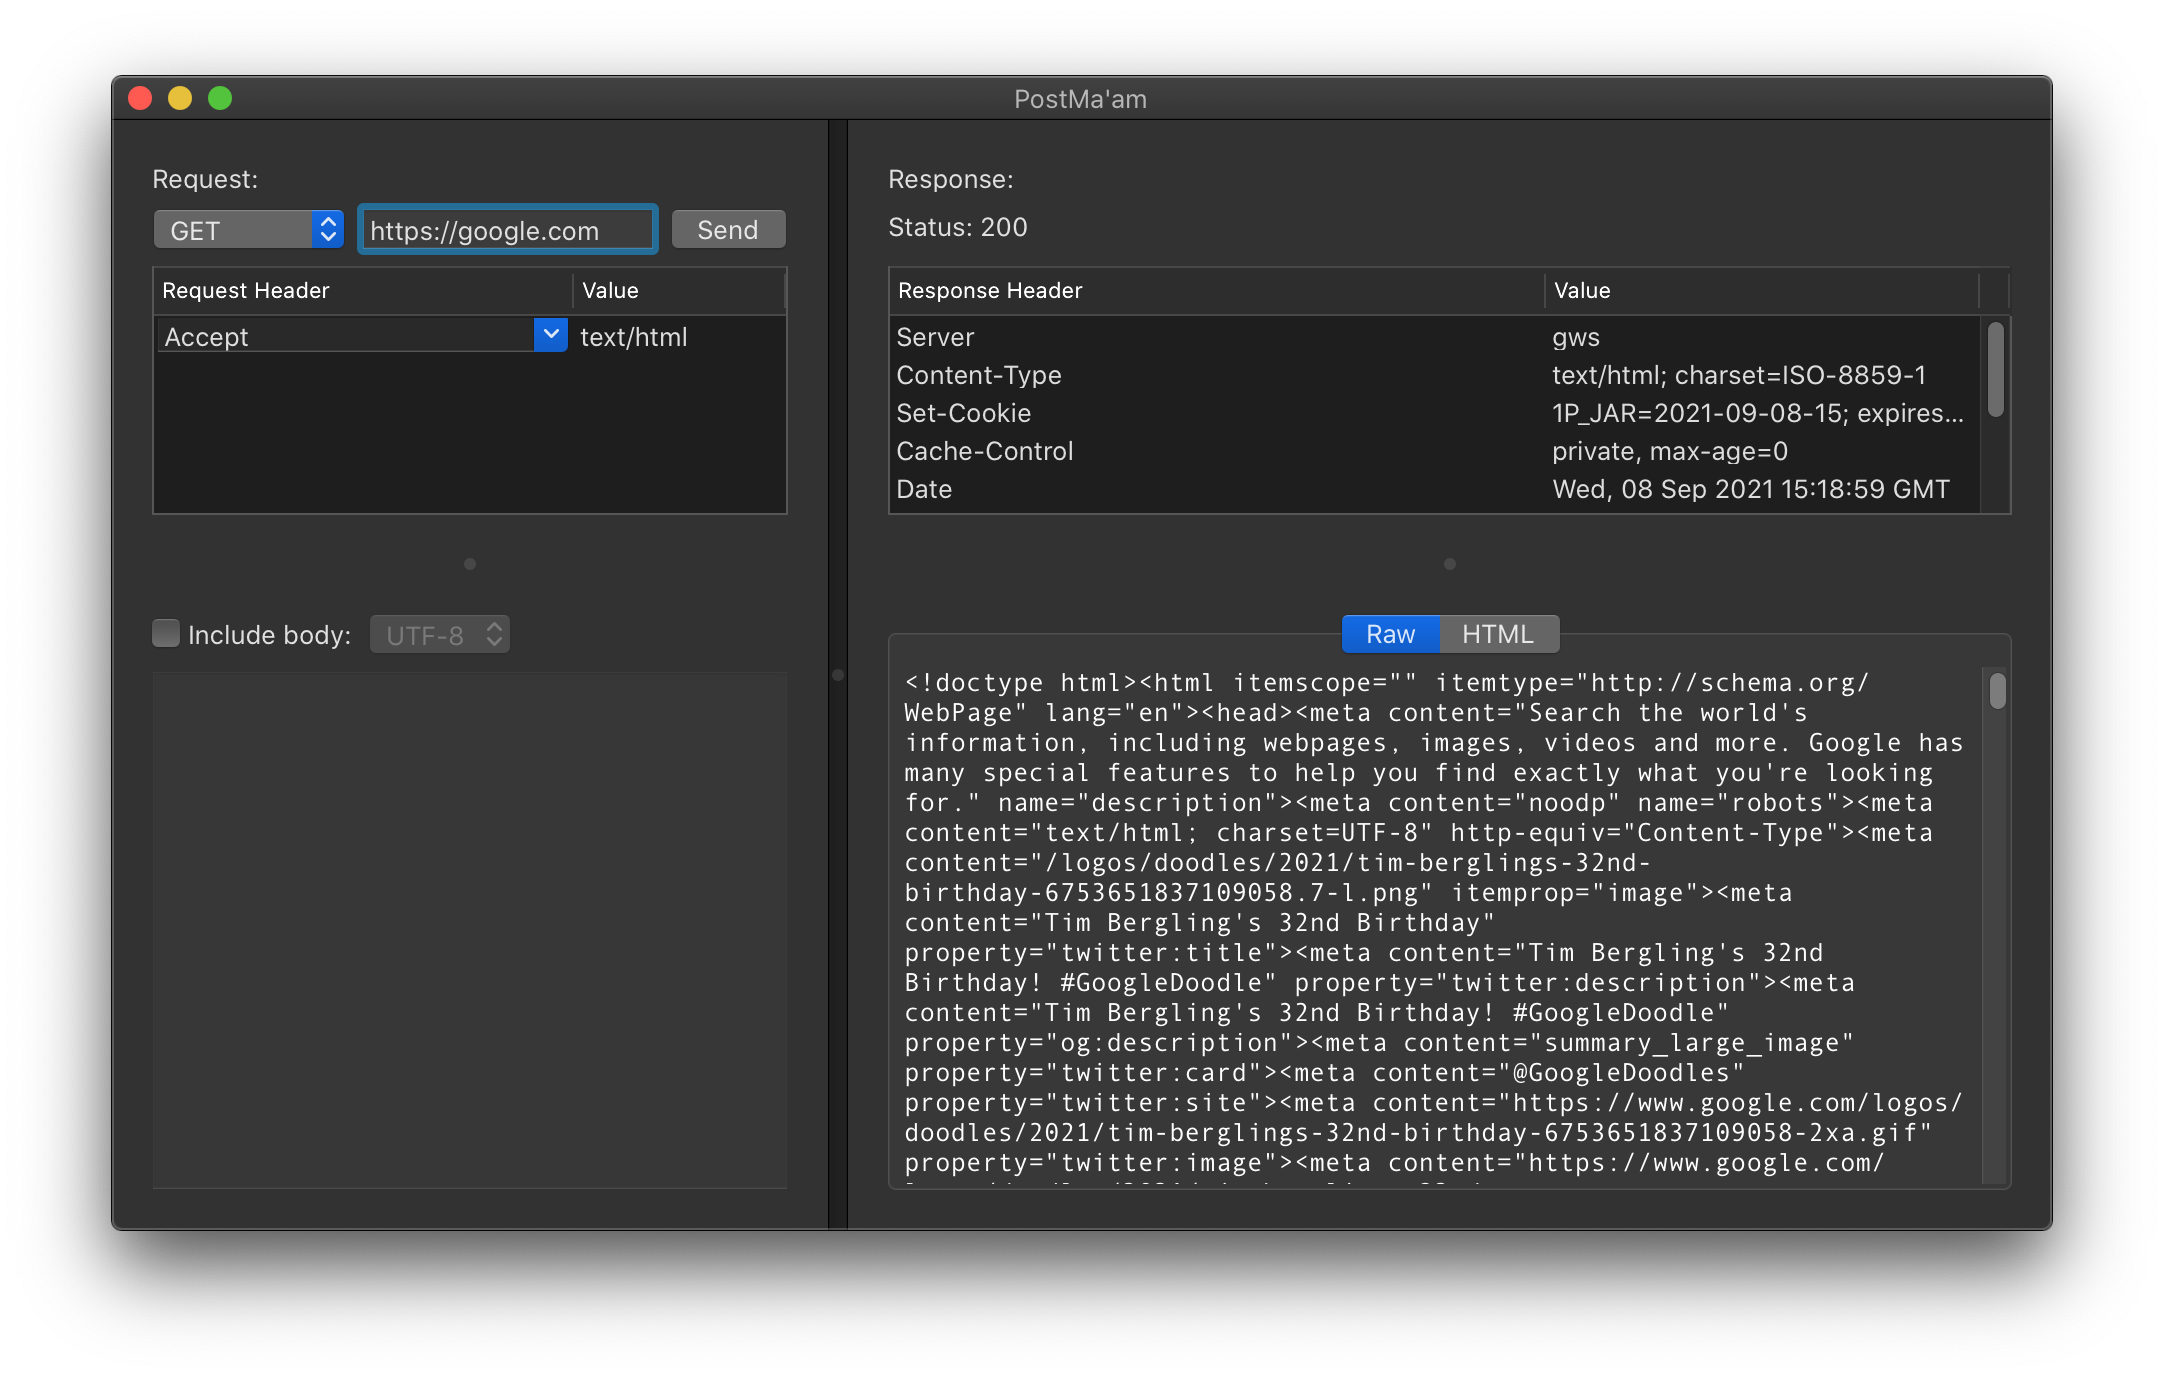 PostMa'am
Request:
GET
https://google.com
Send
Request Header
Value
Accept
text/html
Include body:
UTF-8
Response:
Status: 200
Response Header
Value
Server
gws
Content-Type
text/html; charset=ISO-8859-1
Set-Cookie
1P_JAR=2021-09-08-15; expires...
Cache-Control
private, max-age=0
Date
Wed, 08 Sep 2021 15:18:59 GMT
Raw
HTML
<!doctype html><html itemscope="" itemtype="http://schema.org/
WebPage" lang="en"><head><meta content="Search the world's
information, including webpages, images, videos and more. Google has
many special features to help you find exactly what you're looking
for." name="description"><meta content="noodp" name="robots"><meta
content="text/html; charset=UTF-8" http-equiv="Content-Type"><meta
content="/logos/doodles/2021/tim-berglings-32nd-
birthday-6753651837109058.7-l.png" itemprop="image"><meta
content="Tim Bergling's 32nd Birthday"
property="twitter:title"><meta content="Tim Bergling's 32nd
Birthday! #GoogleDoodle" property="twitter:description"><meta
content="Tim Bergling's 32nd Birthday! #GoogleDoodle"
property="og:description"><meta content="summary_large_image"
property="twitter:card"><meta content="@GoogleDoodles"
property="twitter:site"><meta content="https://www.google.com/logos/
doodles/2021/tim-berglings-32nd-birthday-6753651837109058-2xa.gif"
property="twitter:image"><meta content="https://www.google.com/